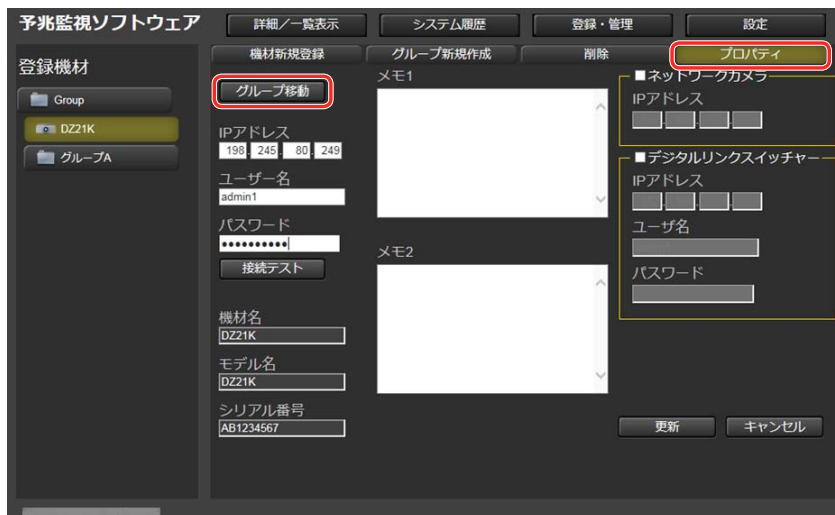 予兆監視ソフトウェア
詳細／一覧表示
システム履歴
登録・管理
設定
機材新規登録
グループ新規作成
削除
プロパティ
登録機材
Group
DZ21K
グループA
グループ移動
IPアドレス
198. 245. 80. 249
ユーザー名
admin1
パスワード
●●●●●●●●●●
接続テスト
機材名
DZ21K
モデル名
DZ21K
シリアル番号
AB1234567
メモ1
メモ2
■ネットワークカメラ
IPアドレス
■デジタルリンクスイッチャー
IPアドレス
ユーザ名
パスワード
更新
キャンセル